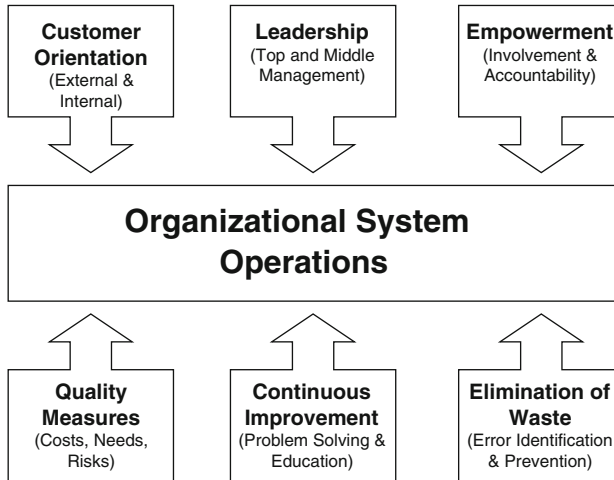 Customer
Orientation
(External &
Internal)
Leadership
(Top and Middle
Management)
Empowerment
(Involvement &
Accountability)
Organizational System
Operations
Quality
Measures
(Costs, Needs,
Risks)
Continuous
Improvement
(Problem Solving &
Education)
Elimination of
Waste
(Error Identification
& Prevention)